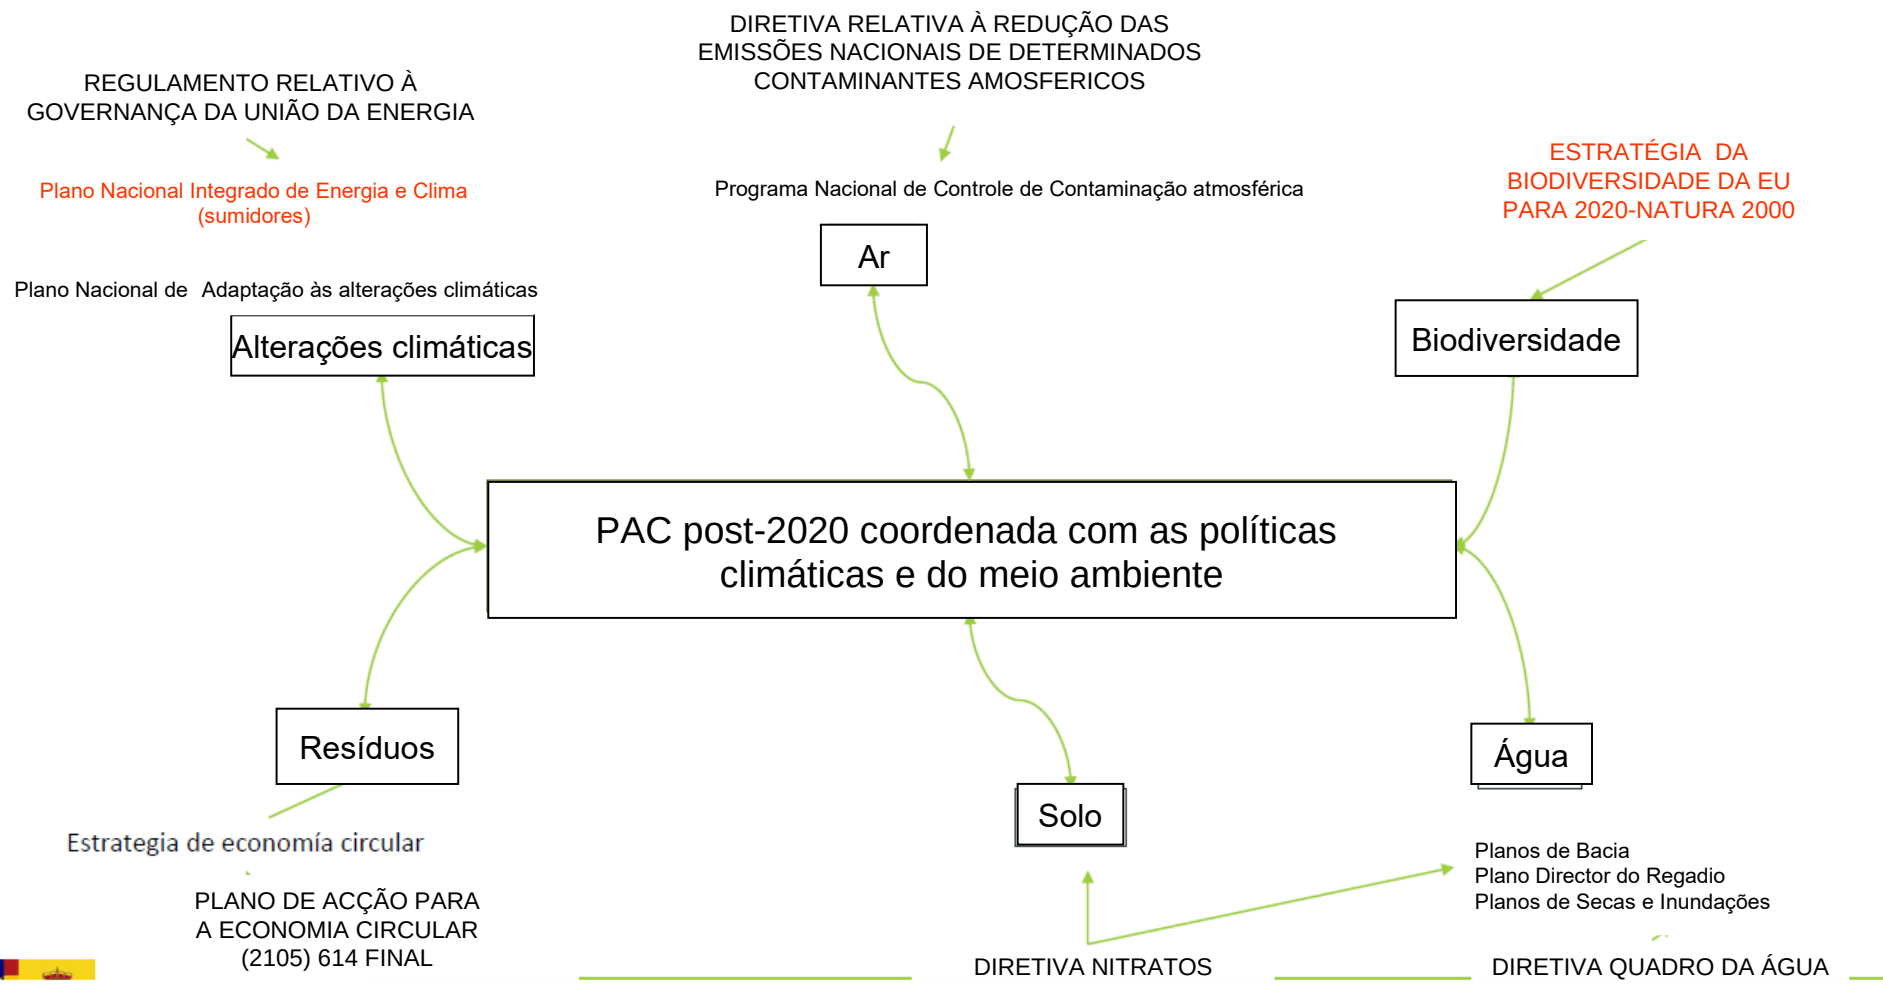 DIRETIVA RELATIVA À REDUÇÃO DAS
EMISSÕES NACIONAIS DE DETERMINADOS
CONTAMINANTES AMOSFERICOS
REGULAMENTO RELATIVO À
GOVERNANÇA DA UNIÃO DA ENERGIA
ESTRATÉGIA DA
BIODIVERSIDADE DA EU
PARA 2020-NATURA 2000
Plano Nacional Integrado de Energia e Clima
(sumidores)
Programa Nacional de Controle de Contaminação atmosférica
Ar
Plano Nacional de Adaptação às alterações climáticas
Alterações climáticas
Biodiversidade
PAC post-2020 coordenada com as políticas
climáticas e do meio ambiente
Resíduos
Água
Solo
Estrategia de economía circular
Planos de Bacia
Plano Director do Regadio
Planos de Secas e Inundações
PLANO DE ACÇÃO PARA
A ECONOMIA CIRCULAR
(2105) 614 FINAL
DIRETIVA NITRATOS
DIRETIVA QUADRO DA ÁGUA